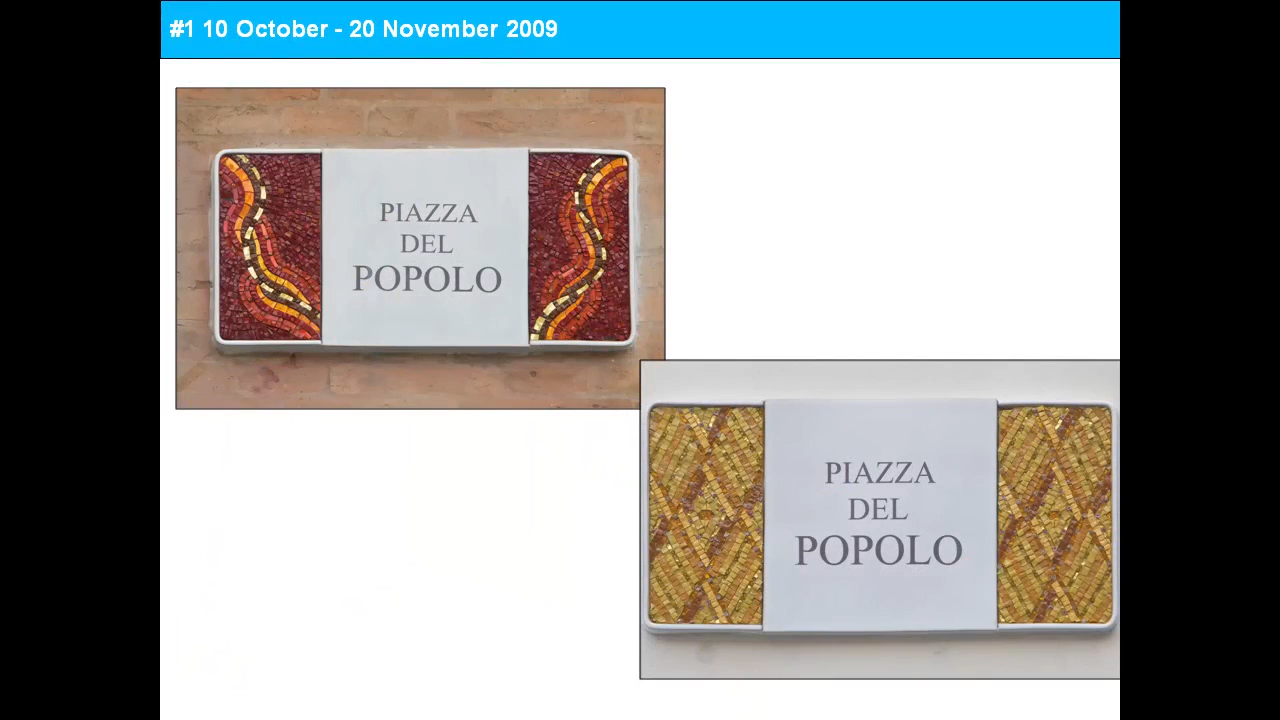 #1 10 October - 20 November 2009
PIAZZA
DEL
POPOLO
PIAZZA
DEL
POPOLO